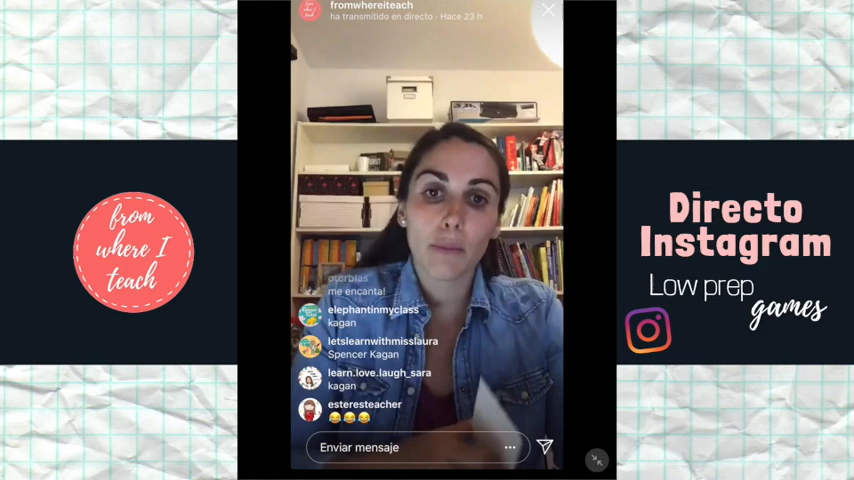 fromwhereiteach
ha transmitido en directo · Hace 23 h
from
where I
teach
otorblas
me encanta!
elephantinmyclass
kagan
letslearnwithmisslaura
Spencer Kagan
learn.love.laugh_sara
kagan
esteresteacher
😂😂😂
Enviar mensaje
Directo
Instagram
Low prep
games